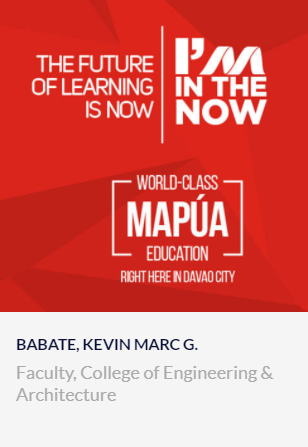 THE FUTURE
OF LEARNING
IS NOW
I'M
IN THE
NOW
WORLD-CLASS
MAPÚA
EDUCATION
RIGHT HERE IN DAVAO CITY
BABATE, KEVIN MARC G.
Faculty, College of Engineering &
Architecture